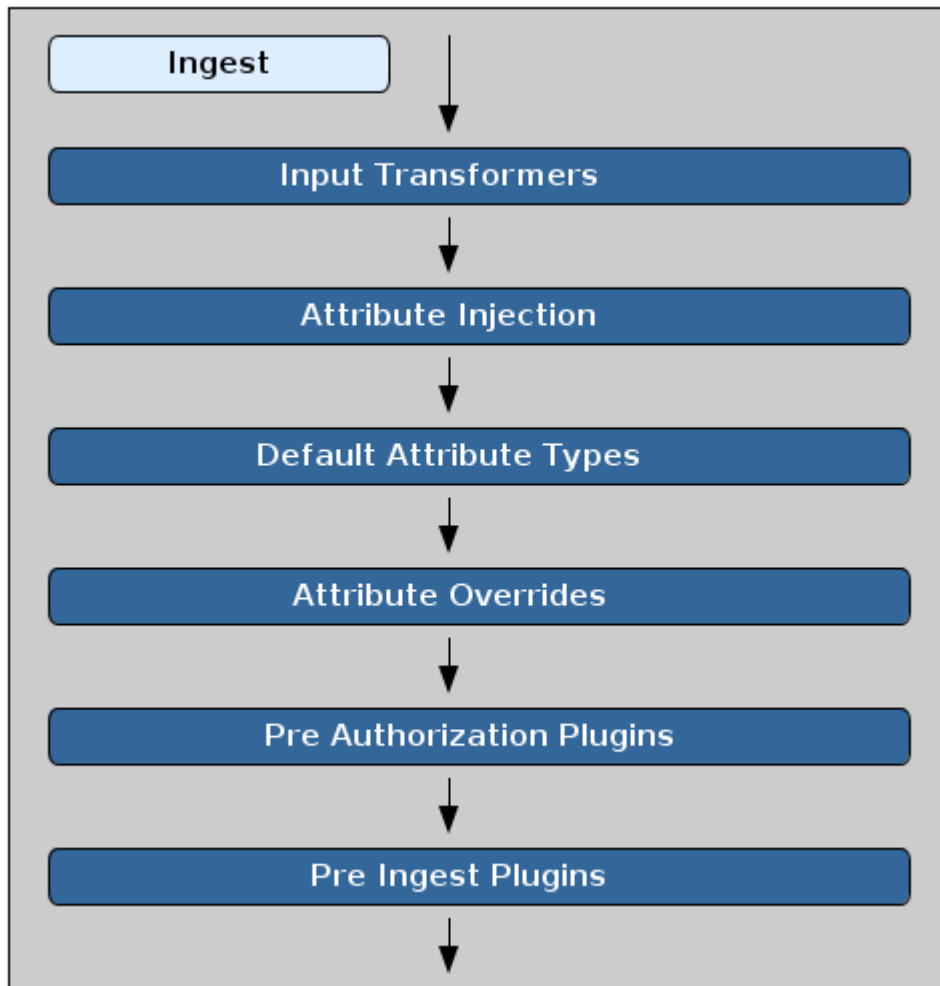 Ingest
Input Transformers
Attribute Injection
Default Attribute Types
Attribute Overrides
Pre Authorization Plugins
Pre Ingest Plugins